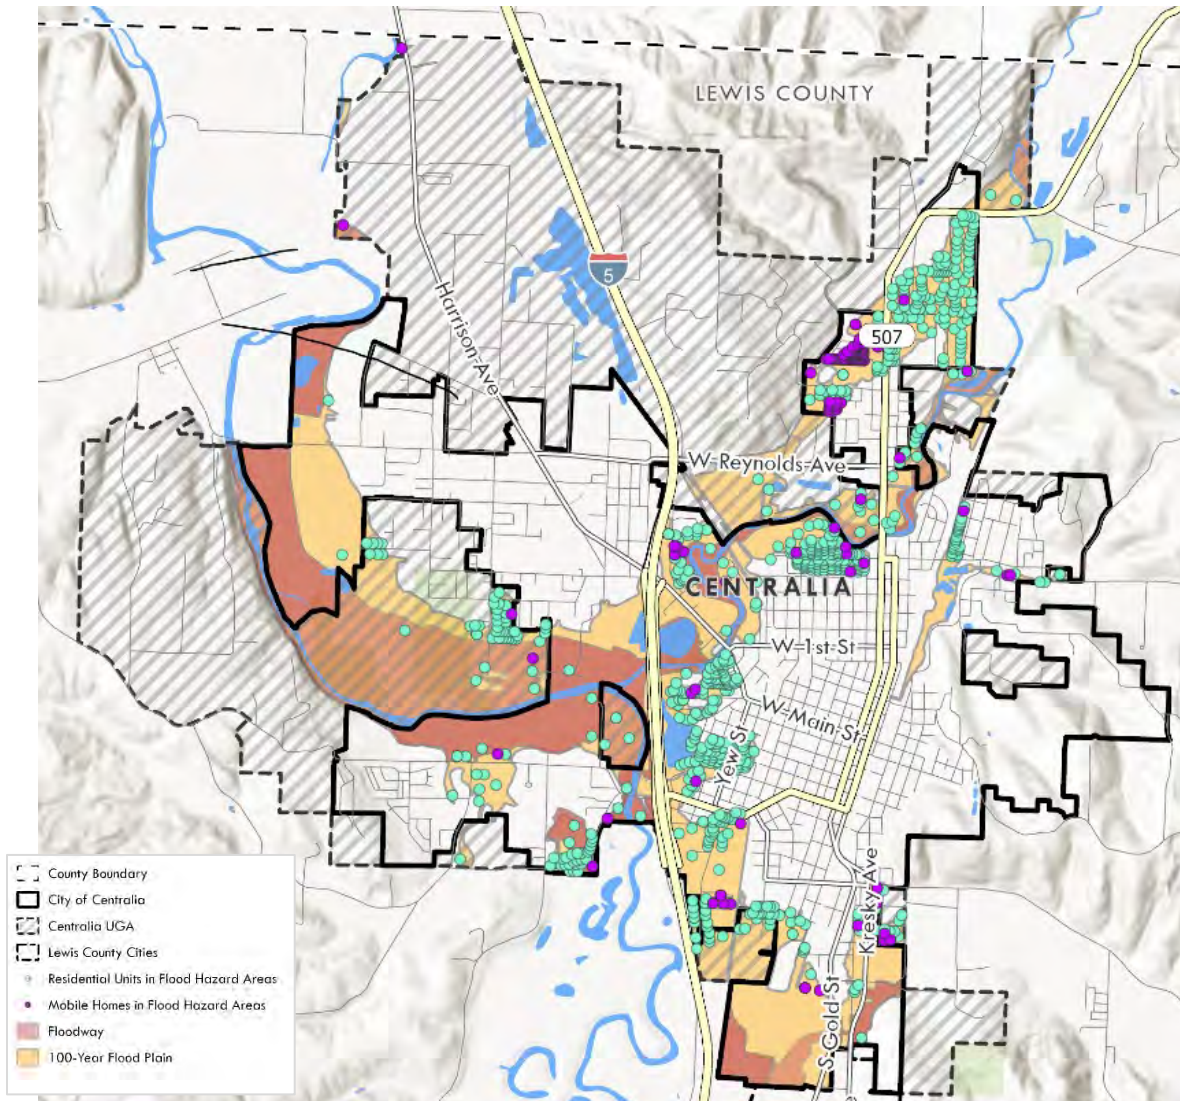 LEWIS COUNTY
5
Harrison Ave
507
W Reynolds Ave
CENTRALIA
W 1st St
W Main St
Yew St
Kresky Ave
S Gold St
County Boundary
City of Centralia
Centralia UGA
Lewis County Cities
Residential Units in Flood Hazard Areas
Mobile Homes in Flood Hazard Areas
Floodway
100-Year Flood Plain